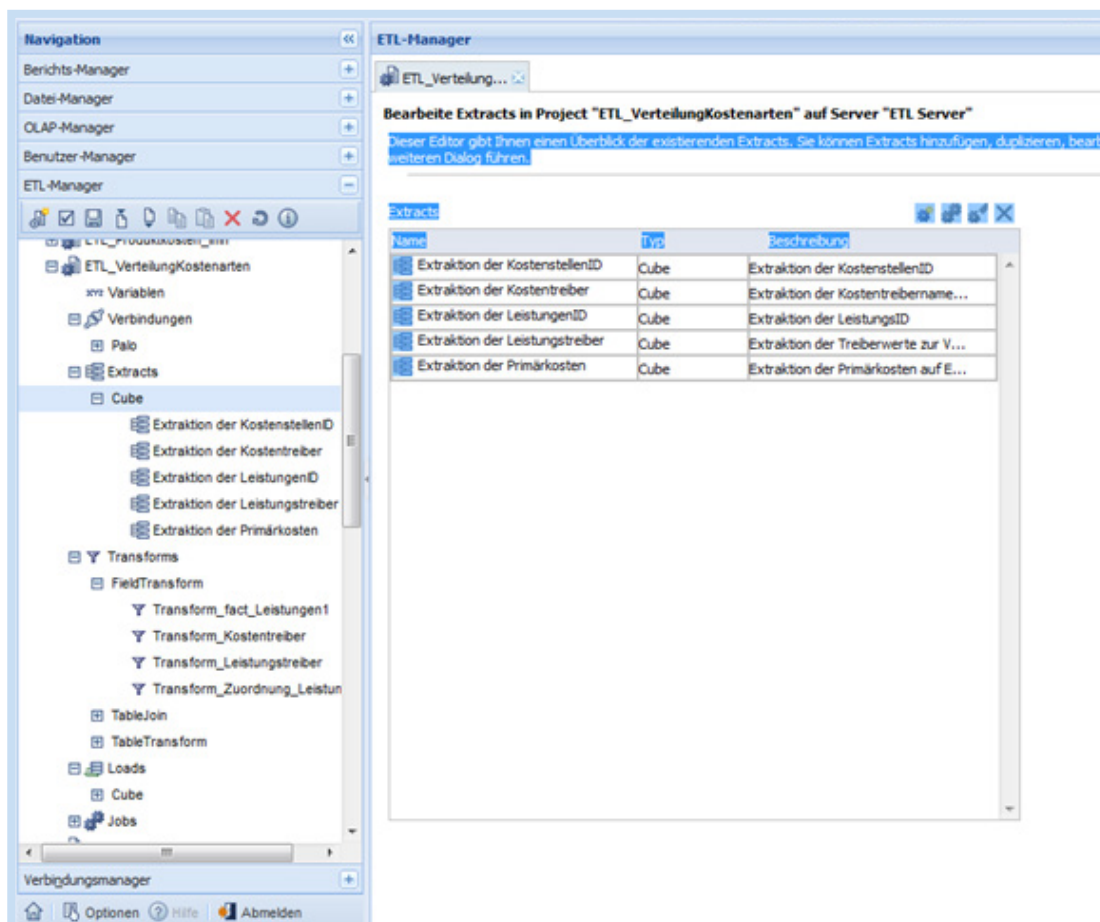 Navigation
Berichts-Manager
Datei-Manager
OLAP-Manager
Benutzer-Manager
ETL-Manager
ETL_VerteilungKostenarten
xyz Variablen
Verbindungen
Palo
Extracts
Cube
Extraktion der KostenstellenID
Extraktion der Kostentreiber
Extraktion der LeistungenID
Extraktion der Leistungstreiber
Extraktion der Primärkosten
Transforms
FieldTransform
Transform_fact_Leistungen1
Transform_Kostentreiber
Transform_Leistungstreiber
Transform_Zuordnung_Leistun
TableJoin
TableTransform
Loads
Cube
Jobs
Verbindungsmanager
Optionen Hilfe Abmelden
ETL-Manager
ETL_Verteilung...
Bearbeite Extracts in Project "ETL_VerteilungKostenarten" auf Server "ETL Server"
Dieser Editor gibt Ihnen einen Überblick der existierenden Extracts. Sie können Extracts hinzufügen, duplizieren, bearb
weiteren Dialog führen.
Extracts
Name Typ Beschreibung
Extraktion der KostenstellenID Cube Extraktion der KostenstellenID
Extraktion der Kostentreiber Cube Extraktion der Kostentreibername...
Extraktion der LeistungenID Cube Extraktion der LeistungsID
Extraktion der Leistungstreiber Cube Extraktion der Treiberwerte zur V...
Extraktion der Primärkosten Cube Extraktion der Primärkosten auf E...